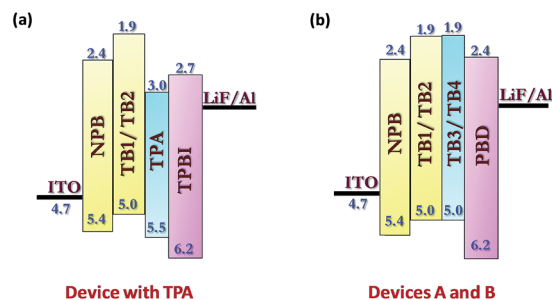 (a)
1.9
2.4
3.0
2.7
LiF/Al
NPB
TB1/ TB2
TPA
TPBI
ITO
4.7
5.4
5.0
5.5
6.2
Device with TPA
(b)
1.9
1.9
2.4
2.4
LiF/Al
NPB
TB1/ TB2
TB3/ TB4
PBD
ITO
4.7
5.4
5.0
5.0
6.2
Devices A and B